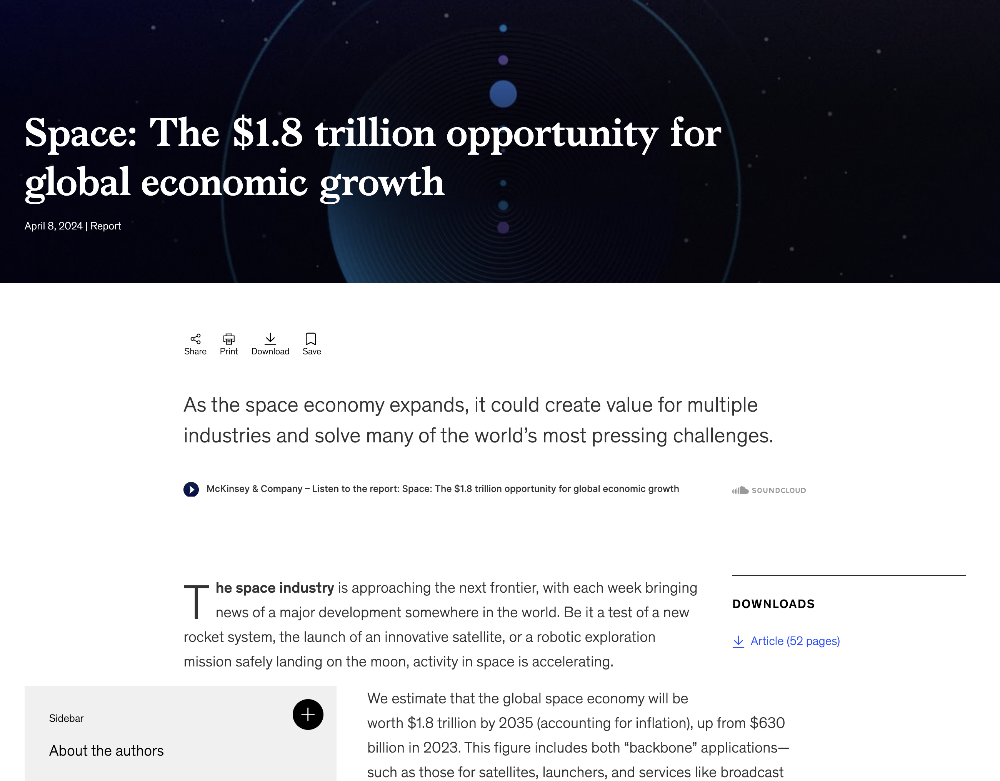 Space: The $1.8 trillion opportunity for
global economic growth
April 8, 2024 | Report
Share
Print
Download
Save
As the space economy expands, it could create value for multiple
industries and solve many of the world’s most pressing challenges.
McKinsey & Company – Listen to the report: Space: The $1.8 trillion opportunity for global economic growth
SOUNDCLOUD
The space industry is approaching the next frontier, with each week bringing
news of a major development somewhere in the world. Be it a test of a new
rocket system, the launch of an innovative satellite, or a robotic exploration
mission safely landing on the moon, activity in space is accelerating.
DOWNLOADS
Article (52 pages)
Sidebar
About the authors
We estimate that the global space economy will be
worth $1.8 trillion by 2035 (accounting for inflation), up from $630
billion in 2023. This figure includes both “backbone” applications—
such as those for satellites, launchers, and services like broadcast